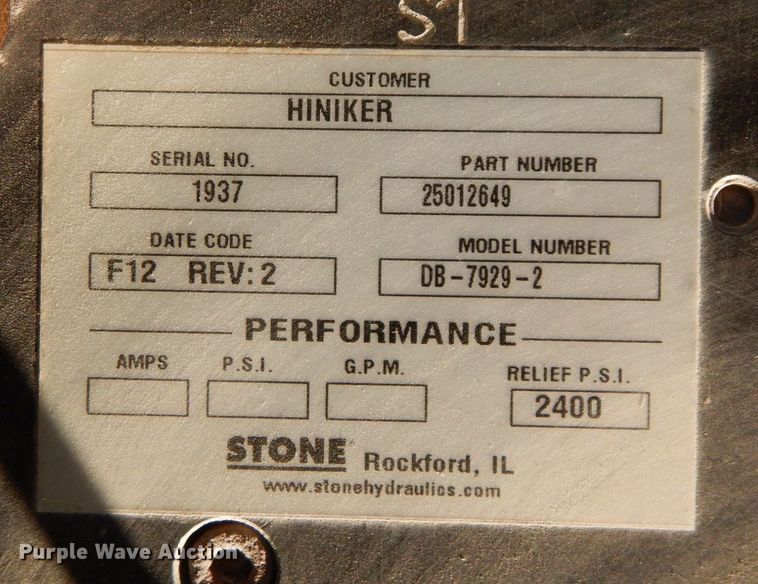 S1
CUSTOMER
HINIKER
SERIAL NO. PART NUMBER
1937 25012649
DATE CODE MODEL NUMBER
F12 REV: 2 DB-7929-2
PERFORMANCE
AMPS P.S.I. G.P.M. RELIEF P.S.I.
2400
STONE Rockford, IL
www.stonehydraulics.com
Purple Wave Auction